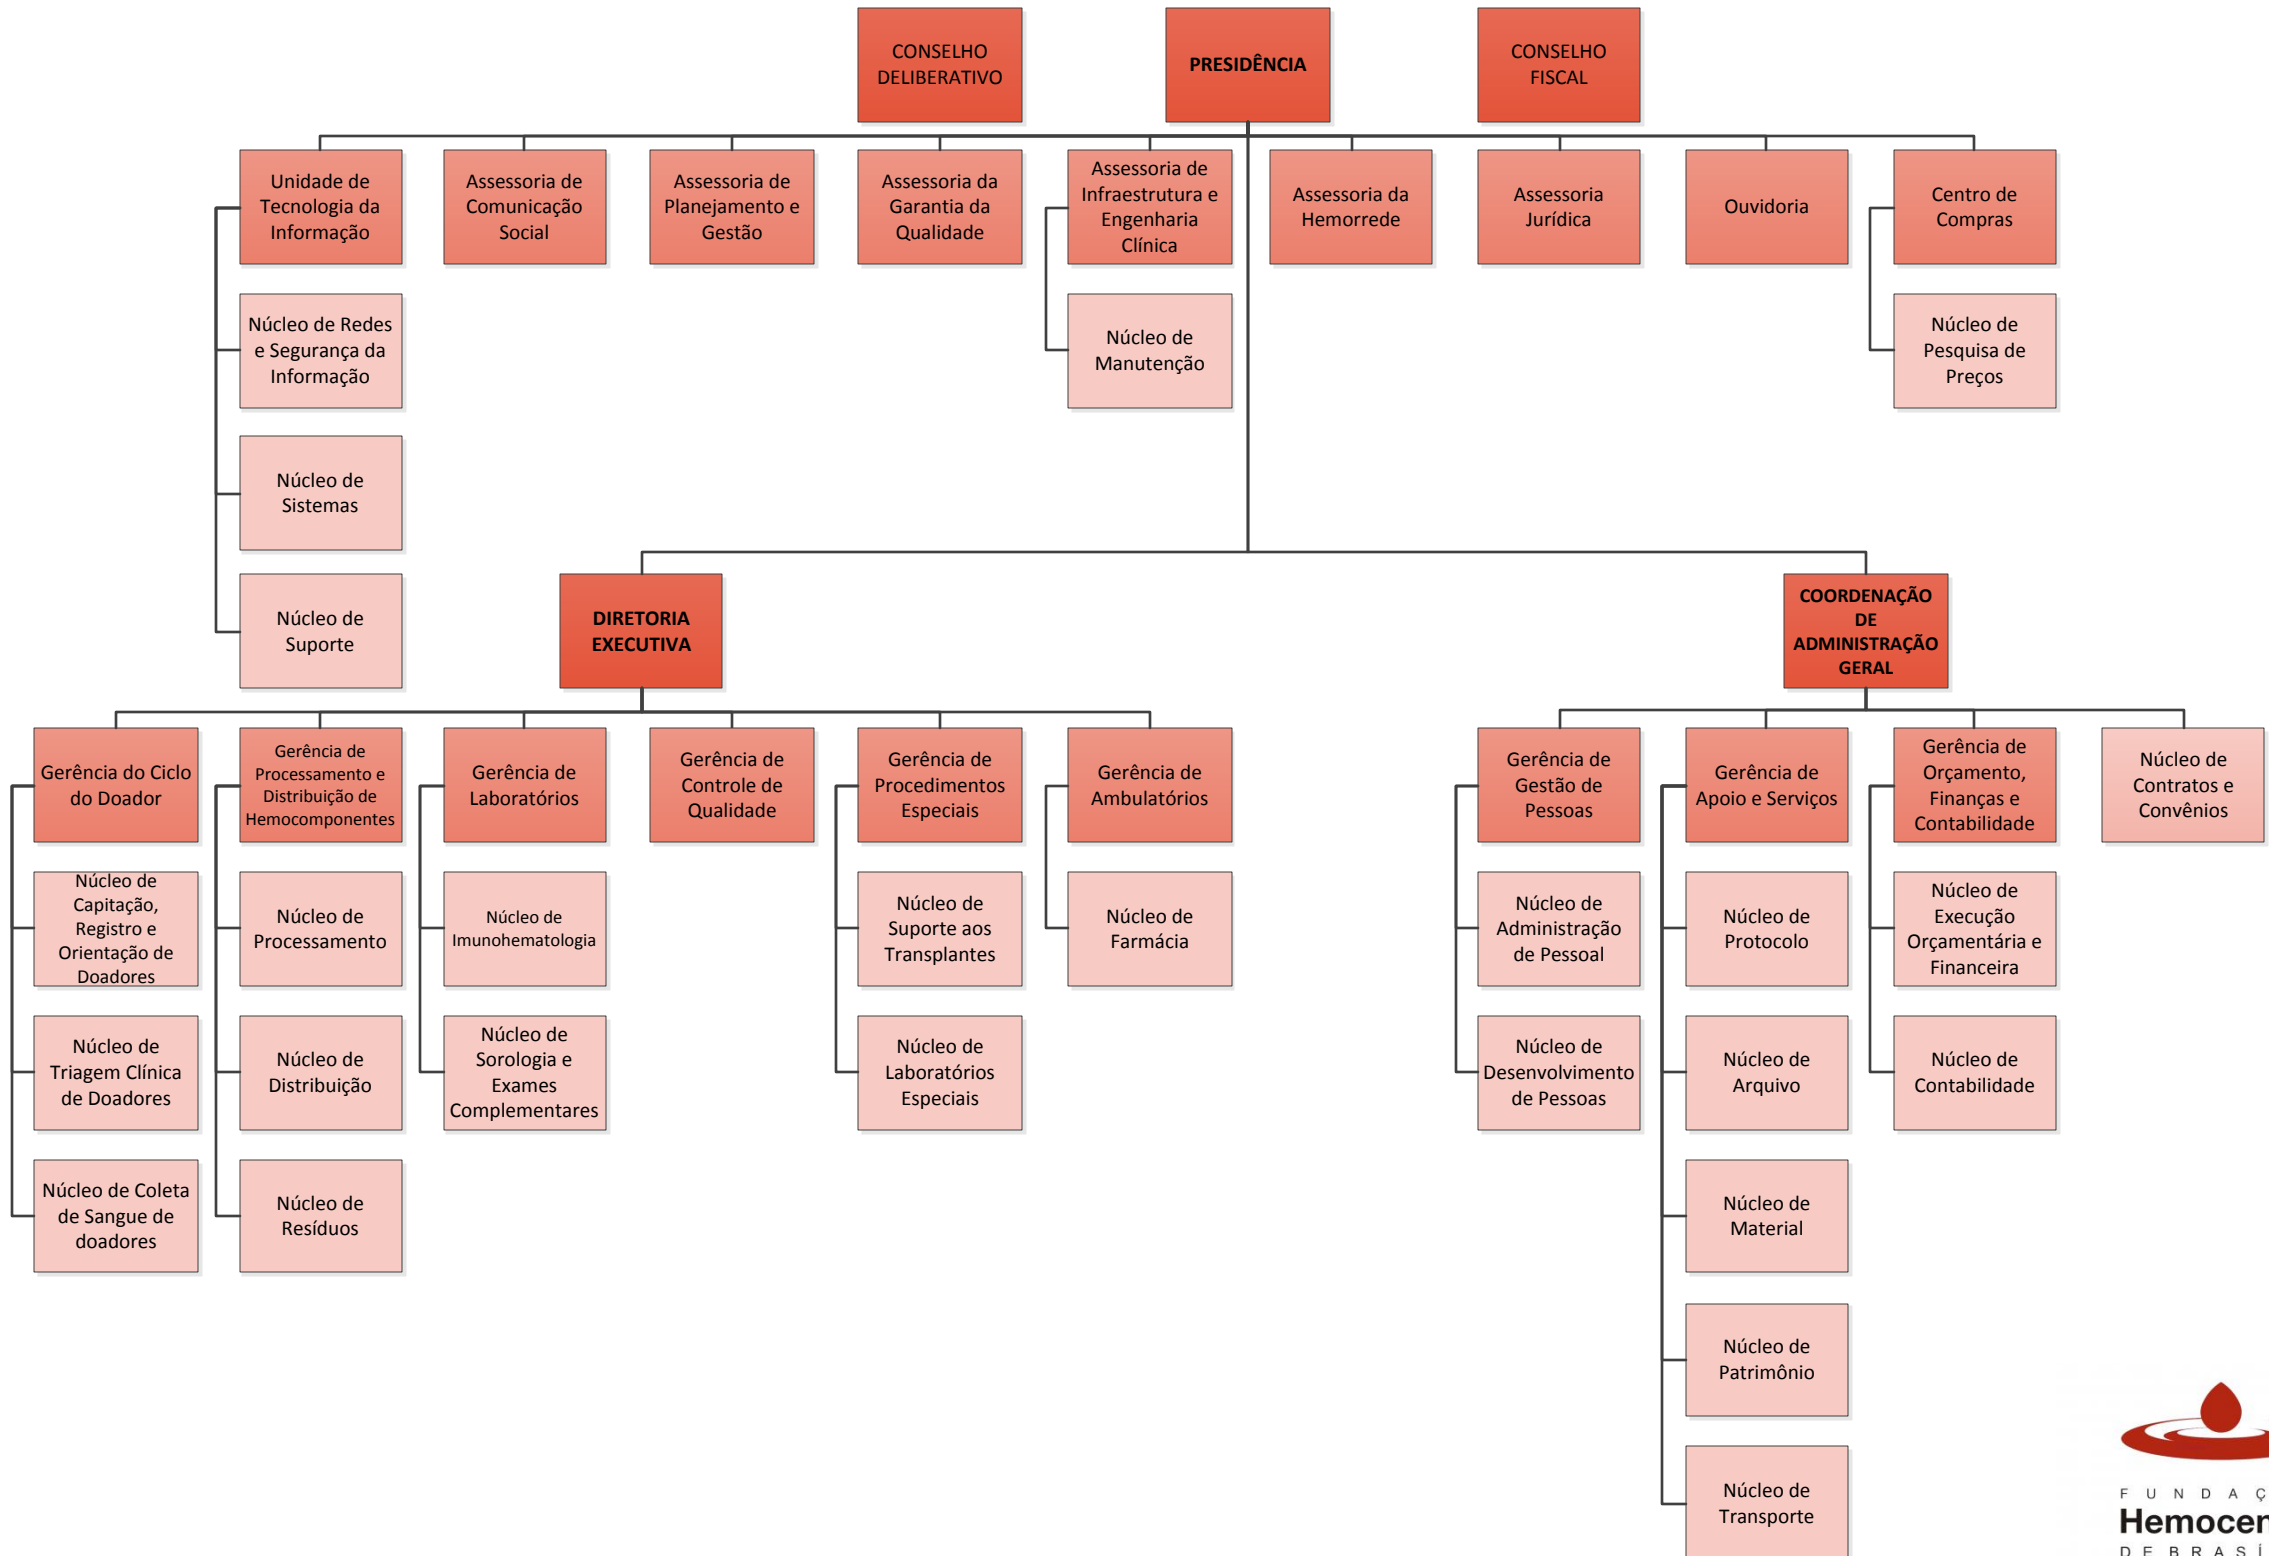 CONSELHO
DELIBERATIVO
PRESIDÊNCIA
CONSELHO
FISCAL
Unidade de
Tecnologia da
Informação
Assessoria de
Comunicação
Social
Assessoria de
Planejamento e
Gestão
Assessoria da
Garantia da
Qualidade
Assessoria de
Infraestrutura e
Engenharia
Clínica
Assessoria da
Hemorrede
Assessoria
Jurídica
Ouvidoria
Centro de
Compras
Núcleo de Redes
e Segurança da
Informação
Núcleo de
Manutenção
Núcleo de
Pesquisa de
Preços
Núcleo de
Sistemas
Núcleo de
Suporte
DIRETORIA
EXECUTIVA
COORDENAÇÃO
DE
ADMINISTRAÇÃO
GERAL
Gerência do Ciclo
do Doador
Gerência de
Processamento e
Distribuição de
Hemocomponentes
Gerência de
Laboratórios
Gerência de
Controle de
Qualidade
Gerência de
Procedimentos
Especiais
Gerência de
Ambulatórios
Gerência de
Gestão de
Pessoas
Gerência de
Apoio e Serviços
Gerência de
Orçamento,
Finanças e
Contabilidade
Núcleo de
Contratos e
Convênios
Núcleo de
Capitação,
Registro e
Orientação de
Doadores
Núcleo de
Processamento
Núcleo de
Imunohematologia
Núcleo de
Suporte aos
Transplantes
Núcleo de
Farmácia
Núcleo de
Administração
de Pessoal
Núcleo de
Protocolo
Núcleo de
Execução
Orçamentária e
Financeira
Núcleo de
Triagem Clínica
de Doadores
Núcleo de
Distribuição
Núcleo de
Sorologia e
Exames
Complementares
Núcleo de
Laboratórios
Especiais
Núcleo de
Desenvolvimento
de Pessoas
Núcleo de
Arquivo
Núcleo de
Contabilidade
Núcleo de Coleta
de Sangue de
doadores
Núcleo de
Resíduos
Núcleo de
Material
Núcleo de
Patrimônio
Núcleo de
Transporte
FUNDAÇ
Hemocen
DE BRASÍ